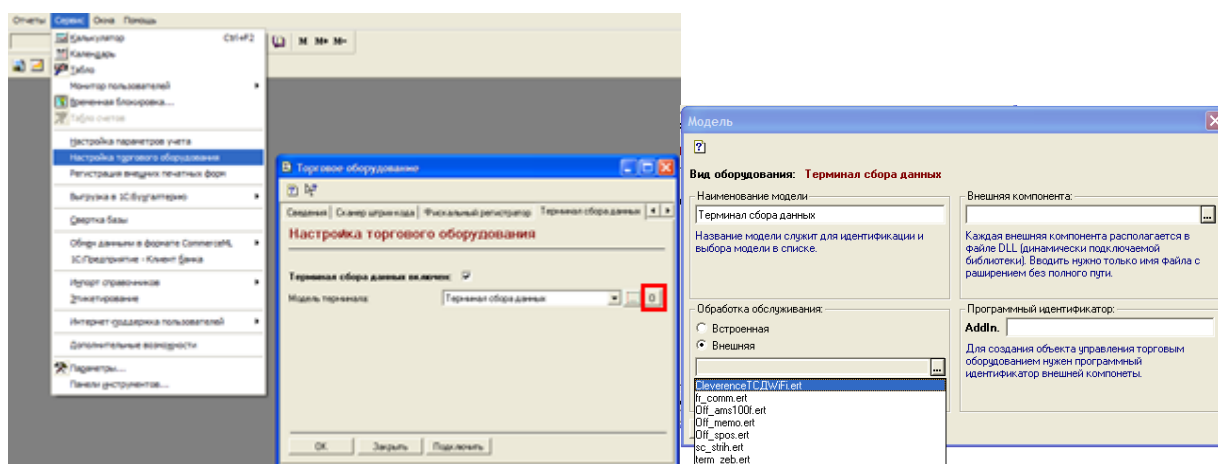 Отчеты Сервис Окна Помощь
Калькулятор Ctrl+F2
M M+ M-
Календарь
Табло
Монитор пользователей
Временная блокировка...
Табло счетов
Настройка параметров учета
Настройка торгового оборудования
Регистрация внешних печатных форм
Выгрузка в 1С:Бухгалтерию
Свертка базы
Обмен данными в формате CommerceML
1С:Предприятие - Клиент банка
Импорт справочников
Этикетирование
Интернет-поддержка пользователей
Дополнительные возможности
Параметры...
Панели инструментов...
Торговое оборудование
Сведения Сканер штрих-кода Фискальный регистратор Терминал сбора данных
Настройка торгового оборудования
Терминал сбора данных включен:
Модель терминала: Терминал сбора данных ... О
ОК Закрыть Подключить
Модель
Вид оборудования: Терминал сбора данных
Наименование модели
Терминал сбора данных
Название модели служит для идентификации и
выбора модели в списке.
Внешняя компонента:
...
Каждая внешняя компонента располагается в
файле DLL (динамически подключаемой
библиотеки). Вводить нужно только имя файла с
раширением без полного пути.
Обработка обслуживания:
Встроенная
Внешняя
...
CleverenceТСДWiFi.ert
fr_comm.ert
Off_ams100f.ert
Off_memo.ert
Off_spos.ert
sc_strih.ert
term_zeb.ert
Программный идентификатор:
AddIn.
Для создания объекта управления торговым
оборудованием нужен программный
идентификатор внешней компоненты.